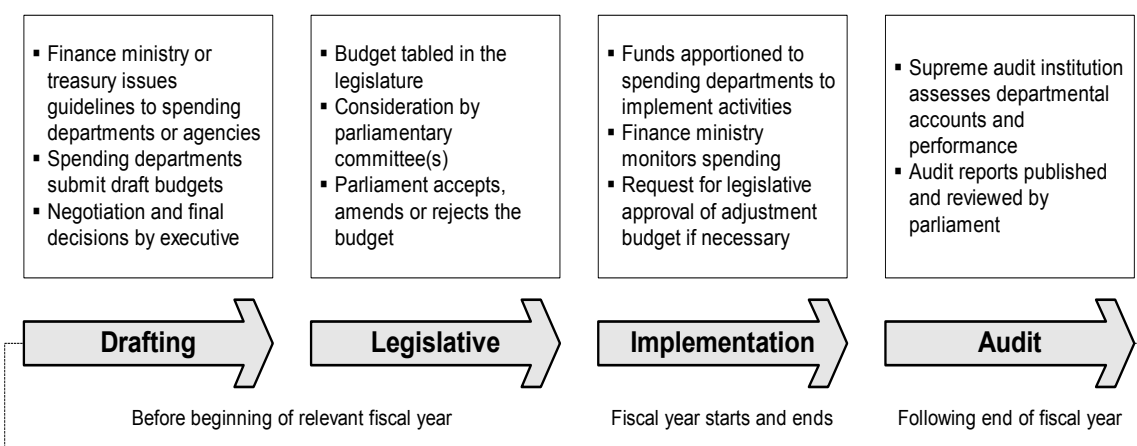 ▪ Finance ministry or
treasury issues
guidelines to spending
departments or agencies
▪ Spending departments
submit draft budgets
▪ Negotiation and final
decisions by executive
▪ Budget tabled in the
legislature
▪ Consideration by
parliamentary
committee(s)
▪ Parliament accepts,
amends or rejects the
budget
▪ Funds apportioned to
spending departments to
implement activities
▪ Finance ministry
monitors spending
▪ Request for legislative
approval of adjustment
budget if necessary
▪ Supreme audit institution
assesses departmental
accounts and
performance
▪ Audit reports published
and reviewed by
parliament
Drafting
Legislative
Implementation
Audit
Before beginning of relevant fiscal year
Fiscal year starts and ends
Following end of fiscal year